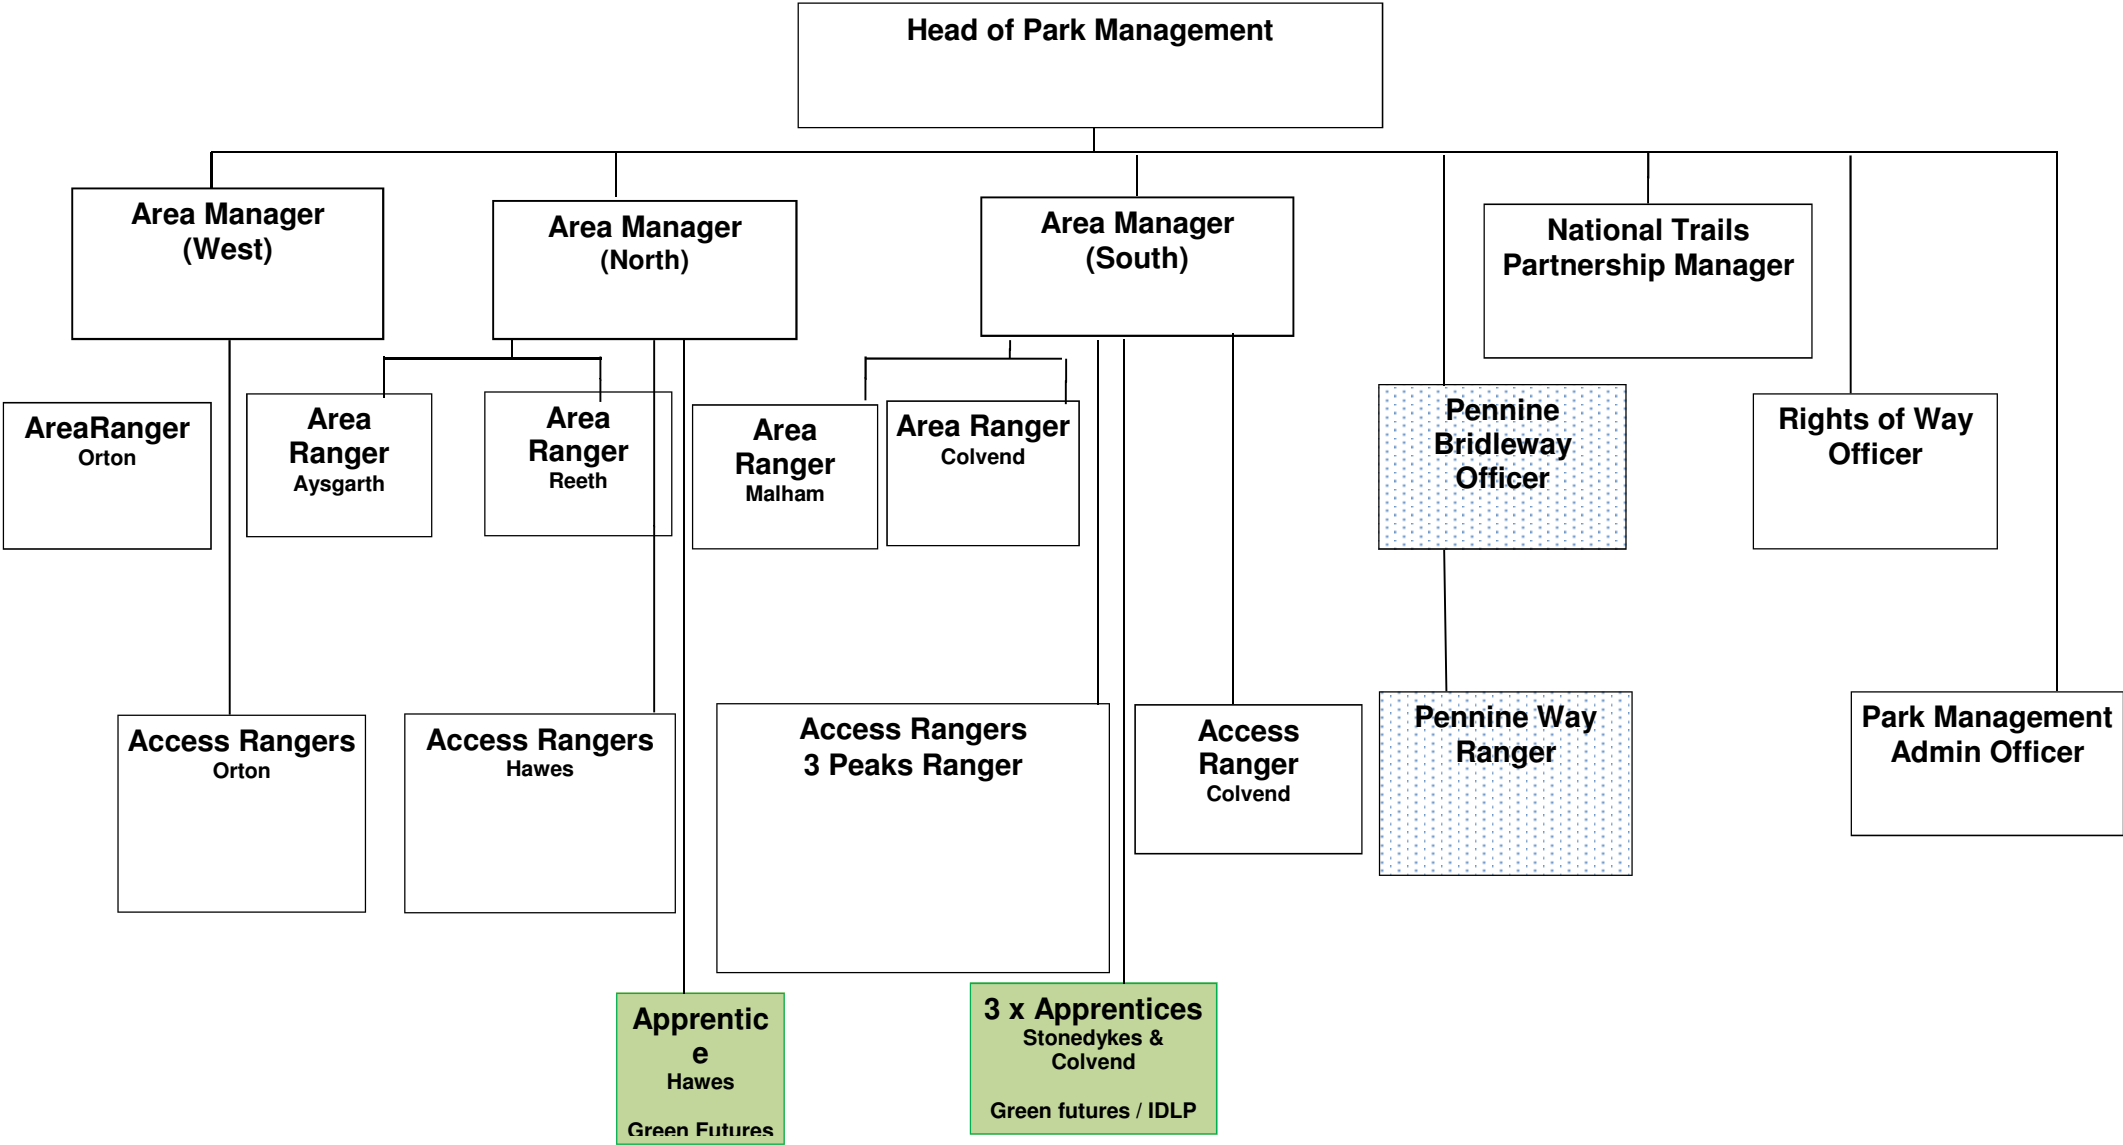 Head of Park Management
Area Manager
(West)
Area Manager
(North)
Area Manager
(South)
National Trails
Partnership Manager
AreaRanger
Orton
Area
Ranger
Aysgarth
Area
Ranger
Reeth
Area
Ranger
Malham
Area Ranger
Colvend
Pennine
Bridleway
Officer
Rights of Way
Officer
Access Rangers
Orton
Access Rangers
Hawes
Access Rangers
3 Peaks Ranger
Access
Ranger
Colvend
Pennine Way
Ranger
Park Management
Admin Officer
Apprentic
e
Hawes
Green Futures
3 x Apprentices
Stonedykes &
Colvend
Green futures / IDLP